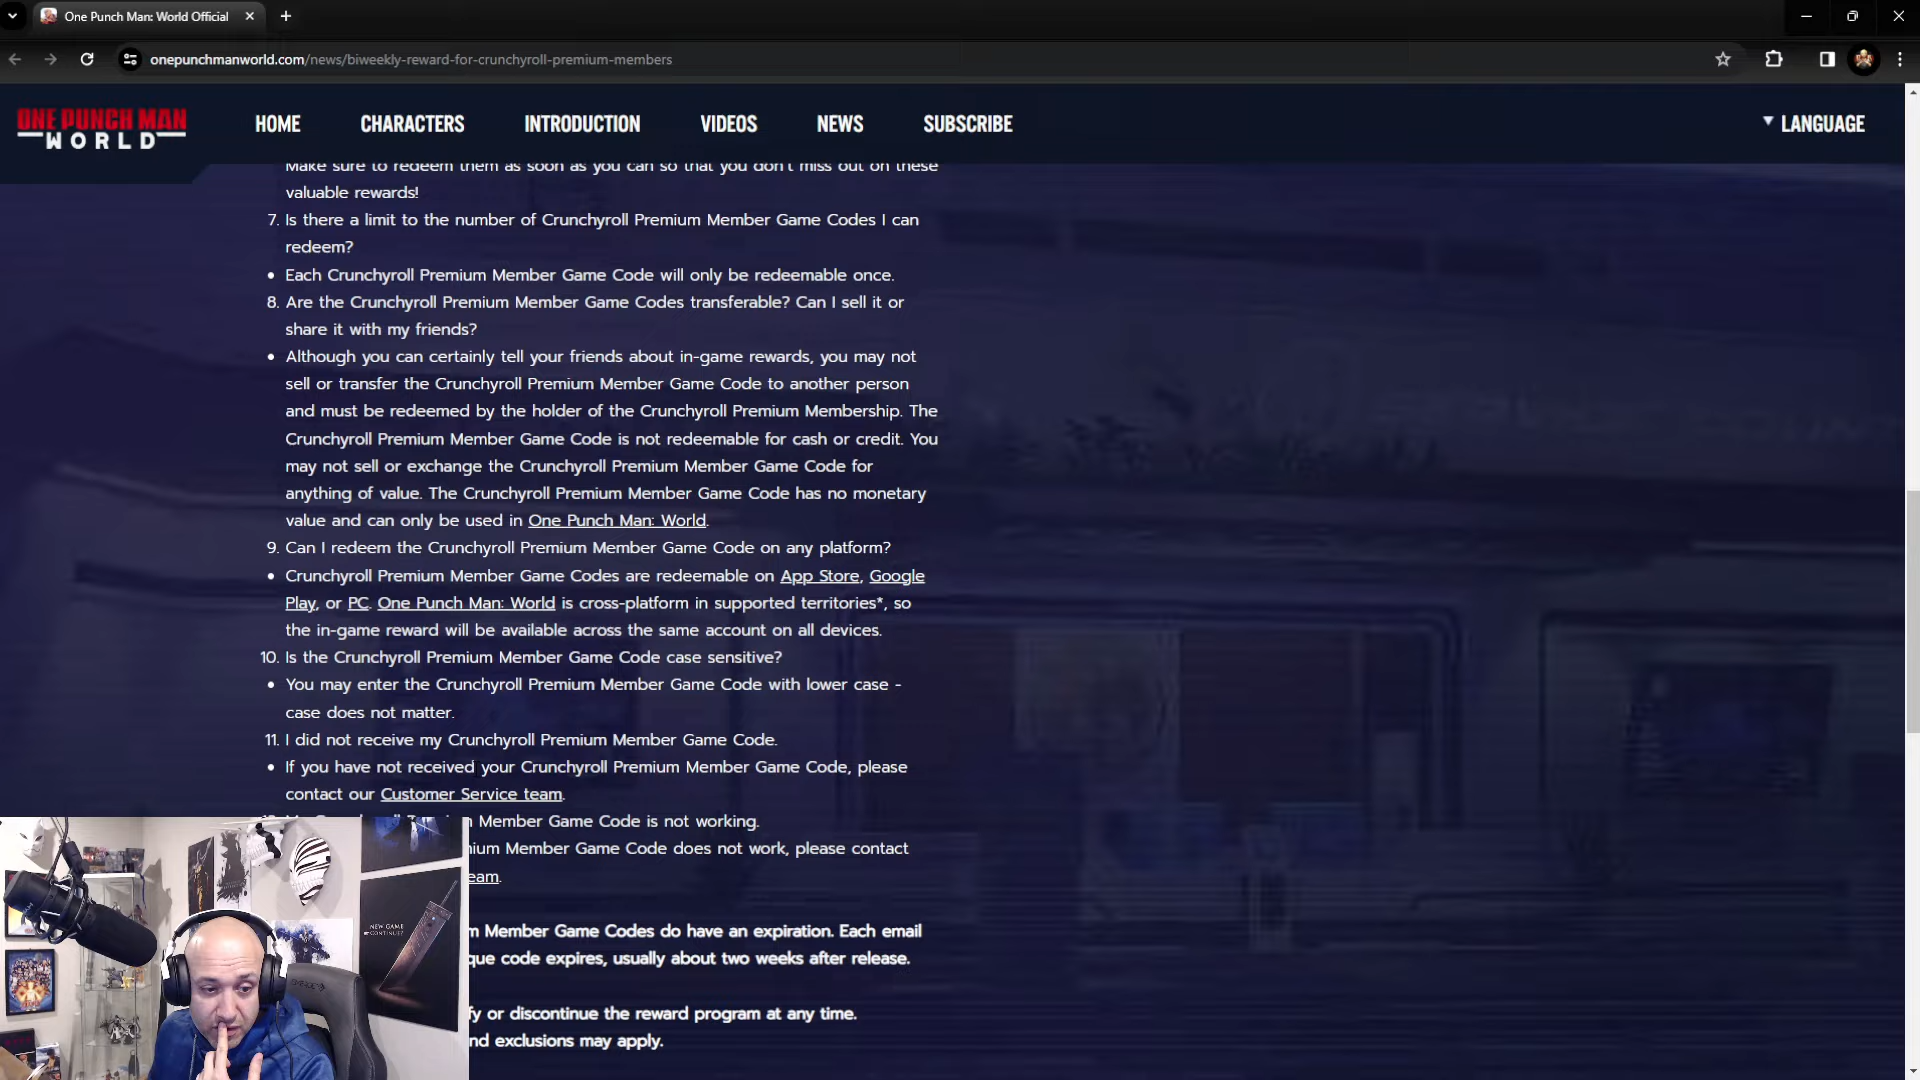 One Punch Man: World Official
onepunchmanworld.com/news/biweekly-reward-for-crunchyroll-premium-members
ONE PUNCH MAN
WORLD
HOME
CHARACTERS
INTRODUCTION
VIDEOS
NEWS
SUBSCRIBE
LANGUAGE
Make sure to redeem them as soon as you can so that you don't miss out on these
valuable rewards!
7. Is there a limit to the number of Crunchyroll Premium Member Game Codes I can
redeem?
• Each Crunchyroll Premium Member Game Code will only be redeemable once.
8. Are the Crunchyroll Premium Member Game Codes transferable? Can I sell it or
share it with my friends?
• Although you can certainly tell your friends about in-game rewards, you may not
sell or transfer the Crunchyroll Premium Member Game Code to another person
and must be redeemed by the holder of the Crunchyroll Premium Membership. The
Crunchyroll Premium Member Game Code is not redeemable for cash or credit. You
may not sell or exchange the Crunchyroll Premium Member Game Code for
anything of value. The Crunchyroll Premium Member Game Code has no monetary
value and can only be used in One Punch Man: World.
9. Can I redeem the Crunchyroll Premium Member Game Code on any platform?
• Crunchyroll Premium Member Game Codes are redeemable on App Store, Google
Play, or PC. One Punch Man: World is cross-platform in supported territories*, so
the in-game reward will be available across the same account on all devices.
10. Is the Crunchyroll Premium Member Game Code case sensitive?
• You may enter the Crunchyroll Premium Member Game Code with lower case -
case does not matter.
11. I did not receive my Crunchyroll Premium Member Game Code.
• If you have not received your Crunchyroll Premium Member Game Code, please
contact our Customer Service team.
Member Game Code is not working.
ium Member Game Code does not work, please contact
eam.
m Member Game Codes do have an expiration. Each email
que code expires, usually about two weeks after release.
fy or discontinue the reward program at any time.
nd exclusions may apply.
NEW GAME
CONTINUE?